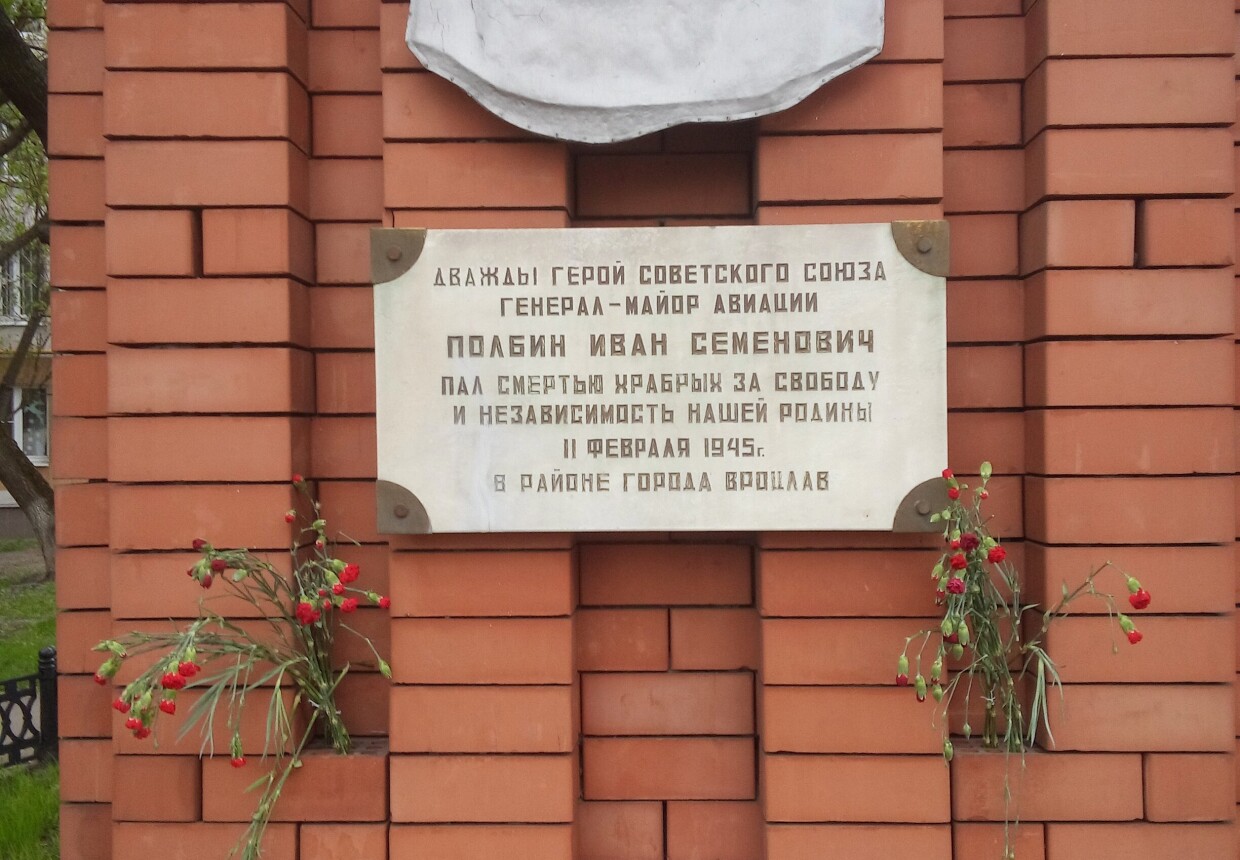 ДВАЖДЫ ГЕРОЙ СОВЕТСКОГО СОЮЗА
ГЕНЕРАЛ-МАЙОР АВИАЦИИ
ПОЛБИН ИВАН СЕМЕНОВИЧ
ПАЛ СМЕРТЬЮ ХРАБРЫХ ЗА СВОБОДУ
И НЕЗАВИСИМОСТЬ НАШЕЙ РОДИНЫ
11 ФЕВРАЛЯ 1945г.
В РАЙОНЕ ГОРОДА ВРОЦЛАВ